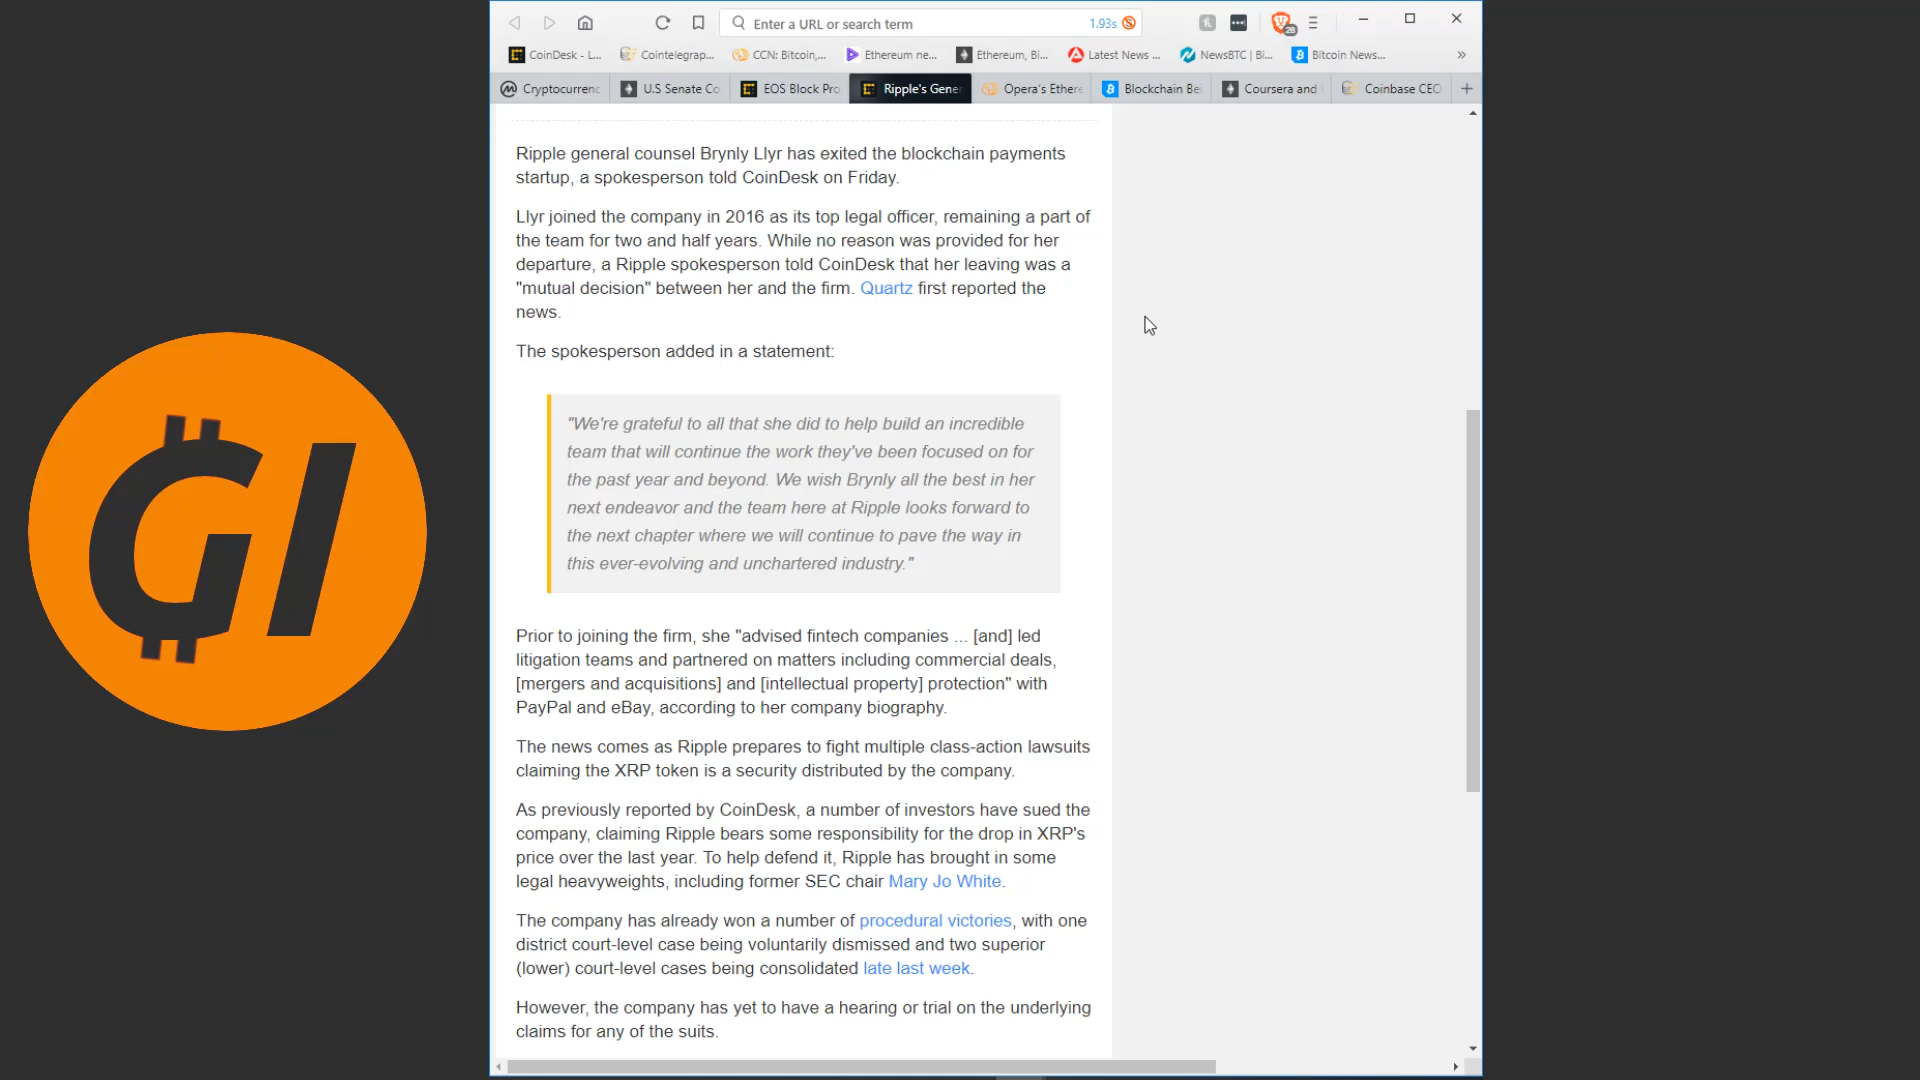 Enter a URL or search term
1.93s
28
CoinDesk - L...
Cointelegrap...
CCN: Bitcoin,...
Ethereum ne...
Ethereum, Bi...
Latest News ...
NewsBTC | Bi...
Bitcoin News...
Cryptocurrenc
U.S Senate Co
EOS Block Pro
Ripple's Gene
Opera's Ethere
Blockchain Be
Coursera and
Coinbase CEO
Ripple general counsel Brynly Llyr has exited the blockchain payments
startup, a spokesperson told CoinDesk on Friday.
Llyr joined the company in 2016 as its top legal officer, remaining a part of
the team for two and half years. While no reason was provided for her
departure, a Ripple spokesperson told CoinDesk that her leaving was a
"mutual decision" between her and the firm. Quartz first reported the
news.
The spokesperson added in a statement:
"We're grateful to all that she did to help build an incredible
team that will continue the work they've been focused on for
the past year and beyond. We wish Brynly all the best in her
next endeavor and the team here at Ripple looks forward to
the next chapter where we will continue to pave the way in
this ever-evolving and unchartered industry."
Prior to joining the firm, she "advised fintech companies ... [and] led
litigation teams and partnered on matters including commercial deals,
[mergers and acquisitions] and [intellectual property] protection" with
PayPal and eBay, according to her company biography.
The news comes as Ripple prepares to fight multiple class-action lawsuits
claiming the XRP token is a security distributed by the company.
As previously reported by CoinDesk, a number of investors have sued the
company, claiming Ripple bears some responsibility for the drop in XRP's
price over the last year. To help defend it, Ripple has brought in some
legal heavyweights, including former SEC chair Mary Jo White.
The company has already won a number of procedural victories, with one
district court-level case being voluntarily dismissed and two superior
(lower) court-level cases being consolidated late last week.
However, the company has yet to have a hearing or trial on the underlying
claims for any of the suits.
GI